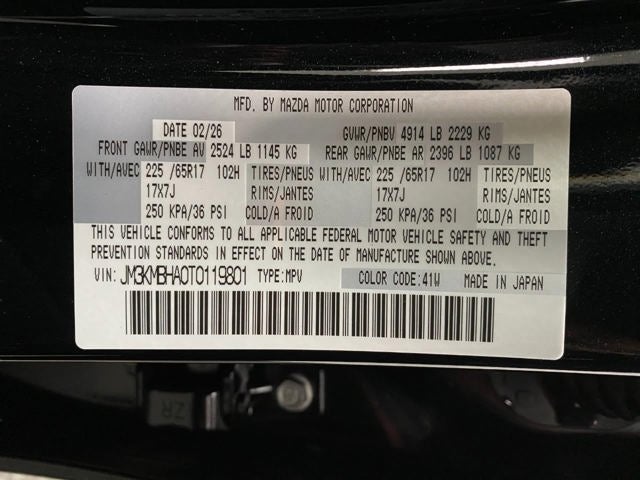 MFD. BY MAZDA MOTOR CORPORATION
DATE 02/26 GVWR/PNBV 4914 LB 2229 KG
FRONT GAWR/PNBE AV 2524 LB 1145 KG REAR GAWR/PNBE AR 2396 LB 1087 KG
WITH/AVEC 225 /65R17 102H TIRES/PNEUS WITH/AVEC 225 /65R17 102H TIRES/PNEUS
17X7J RIMS/JANTES 17X7J RIMS/JANTES
250 KPA/36 PSI COLD/A FROID 250 KPA/36 PSI COLD/A FROID
THIS VEHICLE CONFORMS TO ALL APPLICABLE FEDERAL MOTOR VEHICLE SAFETY AND THEFT
PREVENTION STANDARDS IN EFFECT ON THE DATE OF MANUFACTURE SHOWN ABOVE.
VIN: JM3KMBHA0T0119801 TYPE: MPV COLOR CODE: 41W MADE IN JAPAN
ZR